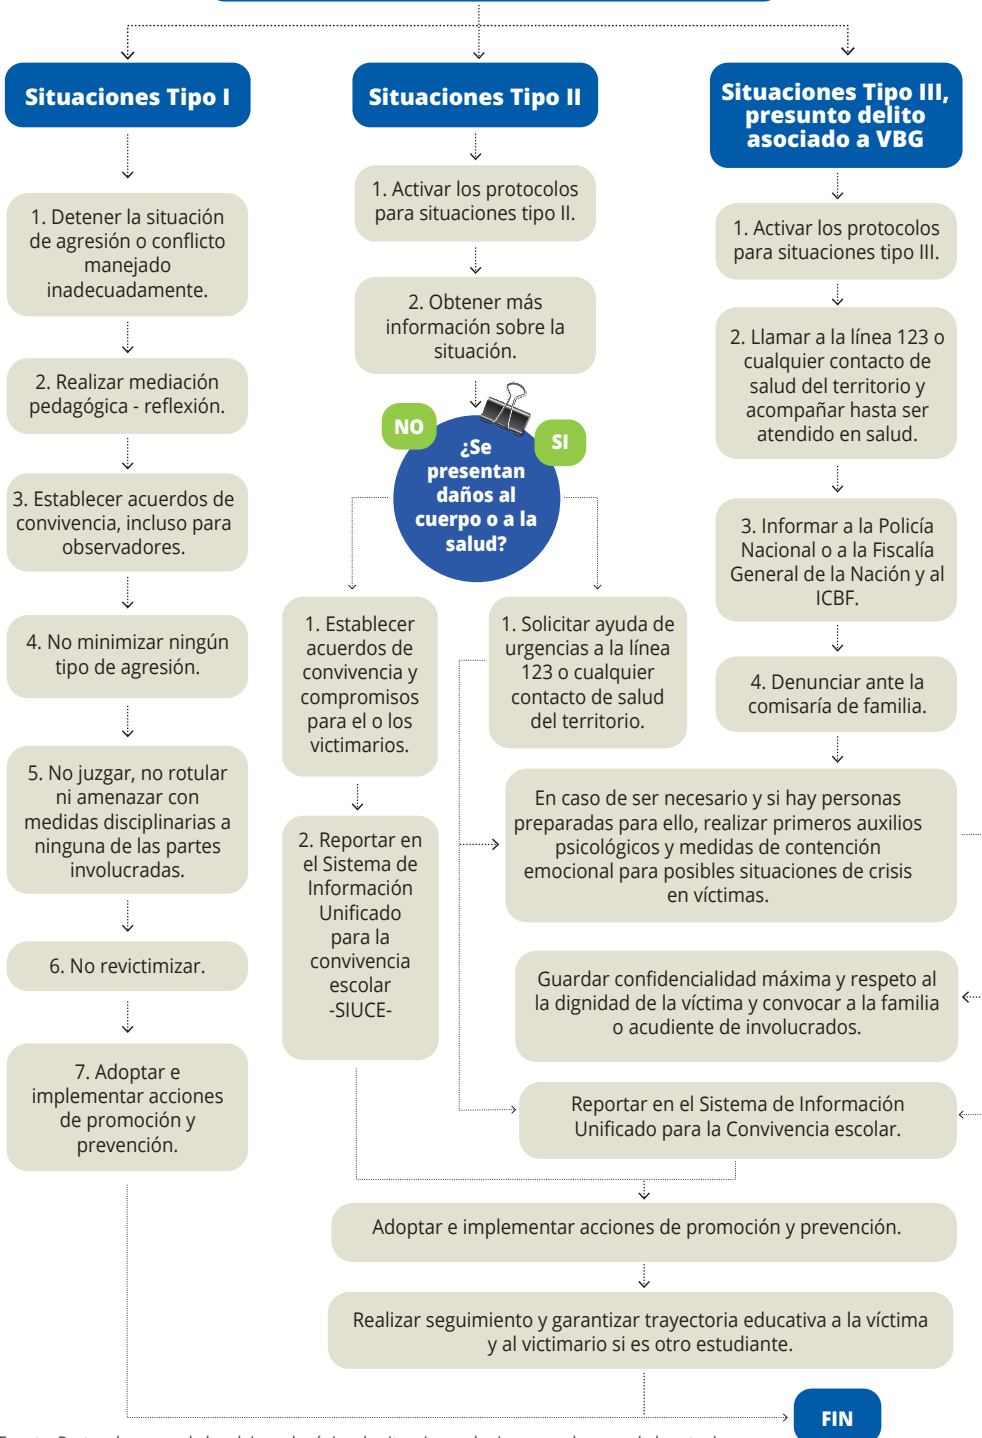 Situaciones Tipo I
1. Detener la situación
de agresión o conflicto
manejado
inadecuadamente.
2. Realizar mediación
pedagógica - reflexión.
3. Establecer acuerdos de
convivencia, incluso para
observadores.
4. No minimizar ningún
tipo de agresión.
5. No juzgar, no rotular
ni amenazar con
medidas disciplinarias a
ninguna de las partes
involucradas.
6. No revictimizar.
7. Adoptar e
implementar acciones
de promoción y
prevención.
Situaciones Tipo II
1. Activar los protocolos
para situaciones tipo II.
2. Obtener más
información sobre la
situación.
¿Se
presentan
daños al
cuerpo o a la
salud?
NO
1. Establecer
acuerdos de
convivencia y
compromisos
para el o los
victimarios.
2. Reportar en
el Sistema de
Información
Unificado
para la
convivencia
escolar
-SIUCE-
SI
1. Solicitar ayuda de
urgencias a la línea
123 o cualquier
contacto de salud
del territorio.
Situaciones Tipo III,
presunto delito
asociado a VBG
1. Activar los protocolos
para situaciones tipo III.
2. Llamar a la línea 123 o
cualquier contacto de
salud del territorio y
acompañar hasta ser
atendido en salud.
3. Informar a la Policía
Nacional o a la Fiscalía
General de la Nación y al
ICBF.
4. Denunciar ante la
comisaría de familia.
En caso de ser necesario y si hay personas
preparadas para ello, realizar primeros auxilios
psicológicos y medidas de contención
emocional para posibles situaciones de crisis
en víctimas.
Guardar confidencialidad máxima y respeto al
la dignidad de la víctima y convocar a la familia
o acudiente de involucrados.
Reportar en el Sistema de Información
Unificado para la Convivencia escolar.
Adoptar e implementar acciones de promoción y prevención.
Realizar seguimiento y garantizar trayectoria educativa a la víctima
y al victimario si es otro estudiante.
FIN